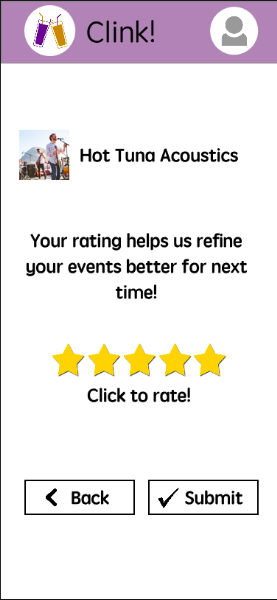 Clink!
Hot Tuna Acoustics
Your rating helps us refine
your events better for next
time!
Click to rate!
Back
Submit